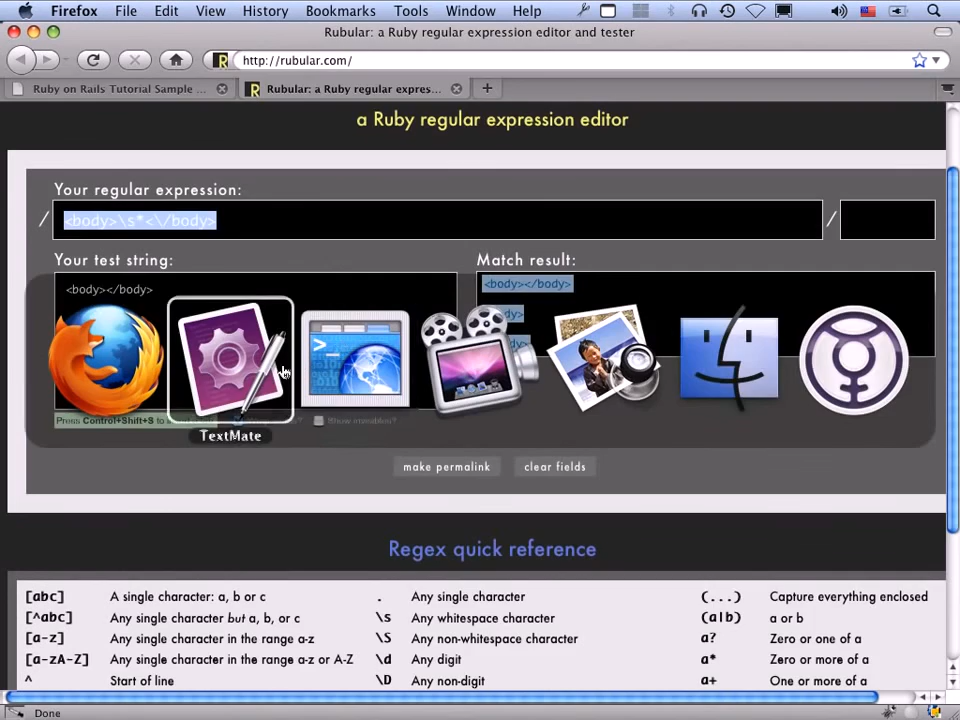 Firefox File Edit View History Bookmarks Tools Window Help
Rubular: a Ruby regular expression editor and tester
http://rubular.com/
Ruby on Rails Tutorial Sample ...
Rubular: a Ruby regular expres...
a Ruby regular expression editor
Your regular expression:
/ <body>\s*<\/body> /
Your test string:
Match result:
<body></body>
<body></body>
TextMate
make permalink
clear fields
Regex quick reference
[abc] A single character: a, b or c
[^abc] Any single character but a, b, or c
[a-z] Any single character in the range a-z
[a-zA-Z] Any single character in the range a-z or A-Z
^ Start of line
. Any single character
\s Any whitespace character
\S Any non-whitespace character
\d Any digit
\D Any non-digit
(...) Capture everything enclosed
(a|b) a or b
a? Zero or one of a
a* Zero or more of a
a+ One or more of a
Done